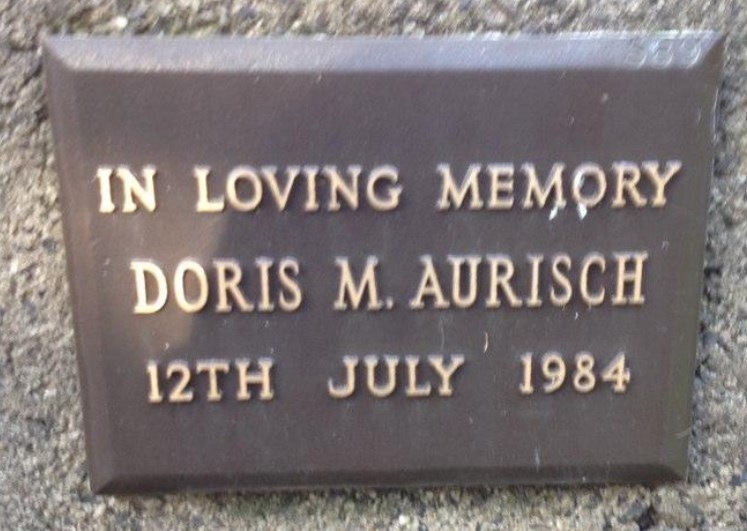 IN LOVING MEMORY
DORIS M. AURISCH
12TH JULY 1984